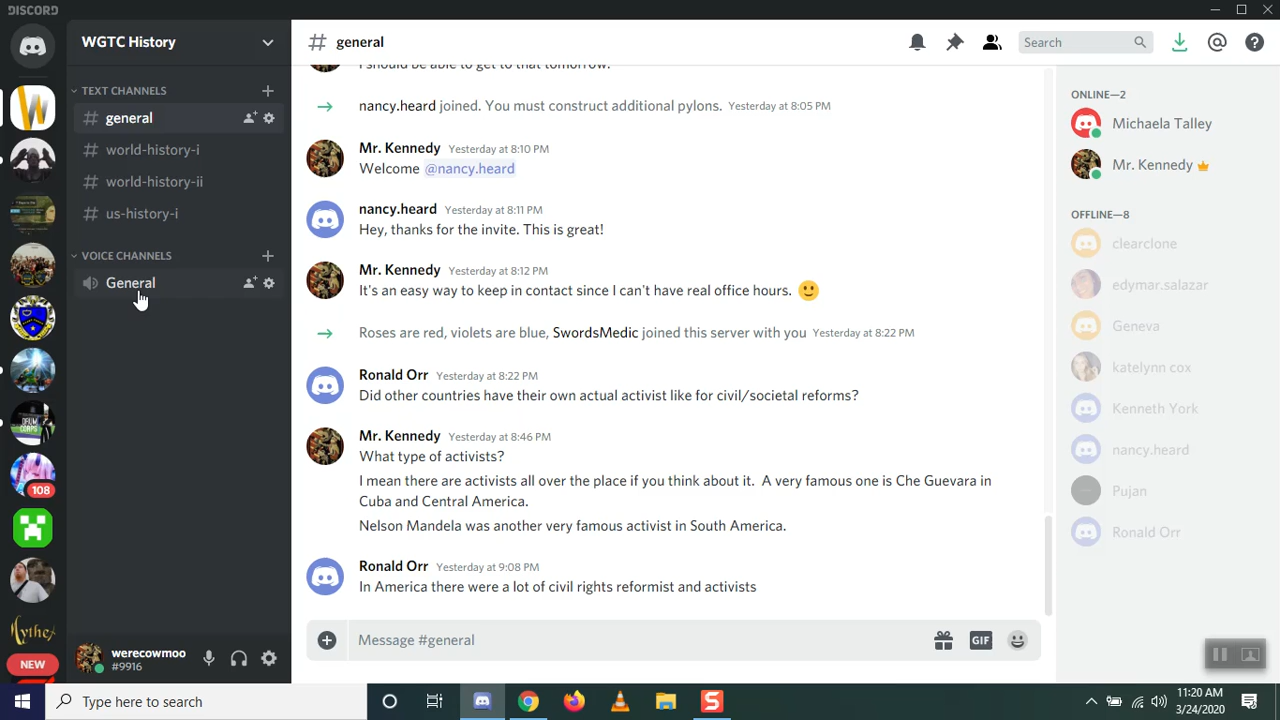 DISCORD
WGTC History
general
Search
TEXT CHANNELS
general
world-history-i
world-history-ii
us-history-i
VOICE CHANNELS
General
I should be able to get to that tomorrow.
nancy.heard joined. You must construct additional pylons. Yesterday at 8:05 PM
Mr. Kennedy Yesterday at 8:10 PM
Welcome @nancy.heard
nancy.heard Yesterday at 8:11 PM
Hey, thanks for the invite. This is great!
Mr. Kennedy Yesterday at 8:12 PM
It's an easy way to keep in contact since I can't have real office hours.
Roses are red, violets are blue, SwordsMedic joined this server with you Yesterday at 8:22 PM
Ronald Orr Yesterday at 8:22 PM
Did other countries have their own actual activist like for civil/societal reforms?
Mr. Kennedy Yesterday at 8:46 PM
What type of activists?
I mean there are activists all over the place if you think about it. A very famous one is Che Guevara in
Cuba and Central America.
Nelson Mandela was another very famous activist in South America.
Ronald Orr Yesterday at 9:08 PM
In America there were a lot of civil rights reformist and activists
Message #general
GIF
ONLINE—2
Michaela Talley
Mr. Kennedy
OFFLINE—8
clearclone
edymar.salazar
Geneva
katelynn cox
Kenneth York
nancy.heard
Pujan
Ronald Orr
DRUM
CORPS
108
Mythe
NEW
werecowmoo
#9916
Type here to search
11:20 AM
3/24/2020